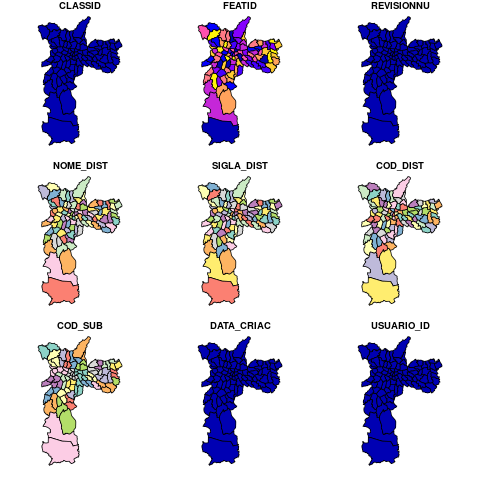 CLASSID
FEATID
REVISIONNU
NOME_DIST
SIGLA_DIST
COD_DIST
COD_SUB
DATA_CRIAC
USUARIO_ID